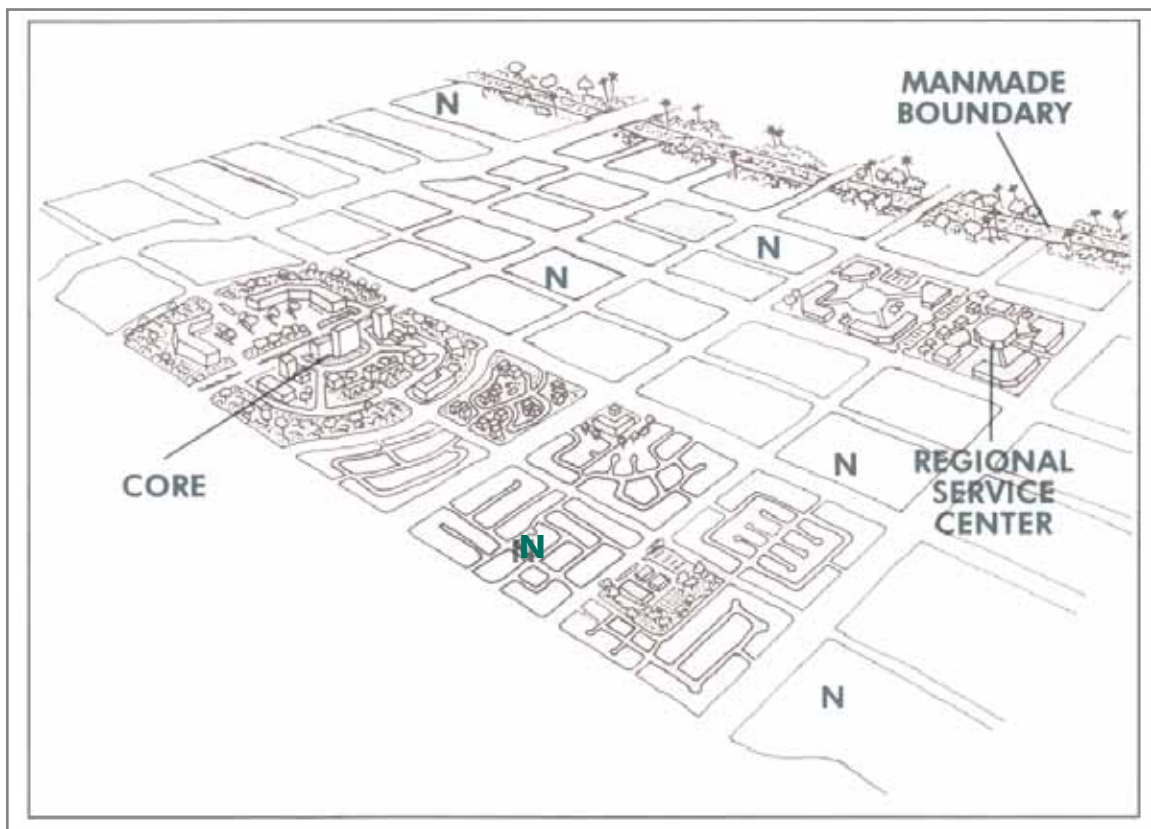 N
MANMADE
BOUNDARY
N
N
CORE
N
REGIONAL
SERVICE
CENTER
N
N